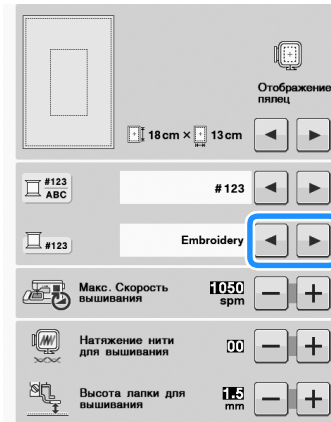 Отображение
пялец
18 cm × 13 cm
#123
ABC
#123
#123
Embroidery
Макс. Скорость
вышивания
1050
spm
Натяжение нити
для вышивания
00
Высота лапки для
вышивания
1.5
mm